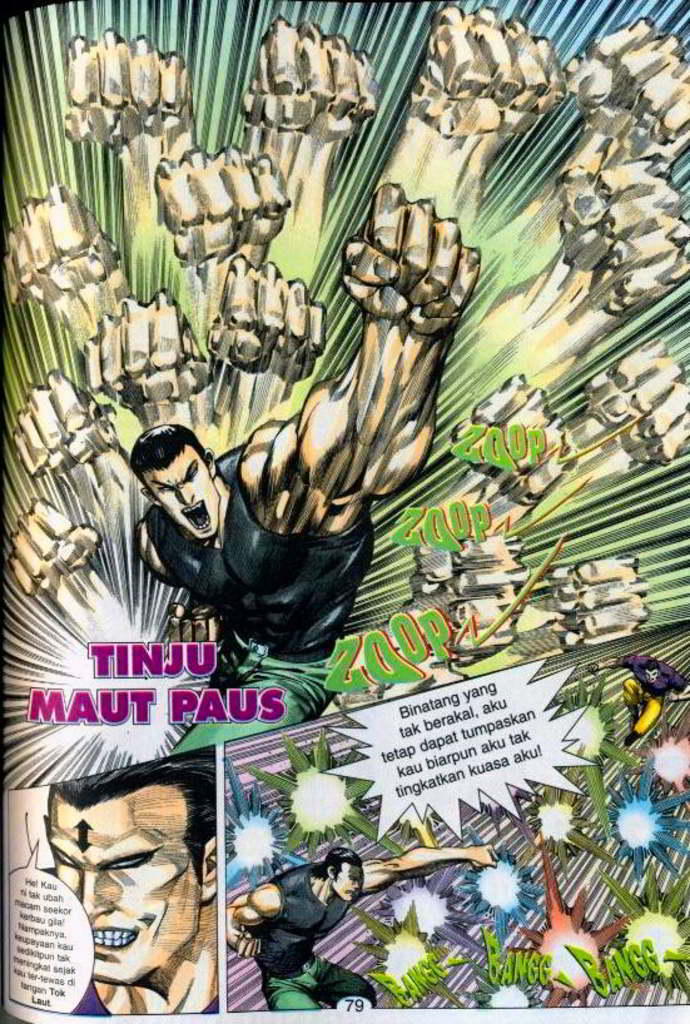 ZOOP
ZOOP
ZOOP
TINJU
MAUT PAUS
Binatang yang
tak berakal, aku
tetap dapat tumpaskan
kau biarpun aku tak
tingkatkan kuasa aku!
He! Kau
ni tak ubah
macam seekor
kerbau gila!
Nampaknya,
keupayaan kau
sedikitpun tak
meningkat sejak
kau ter-tewas di
tangan Tok
Laut.
BANGG
BANGG
BANGG
79